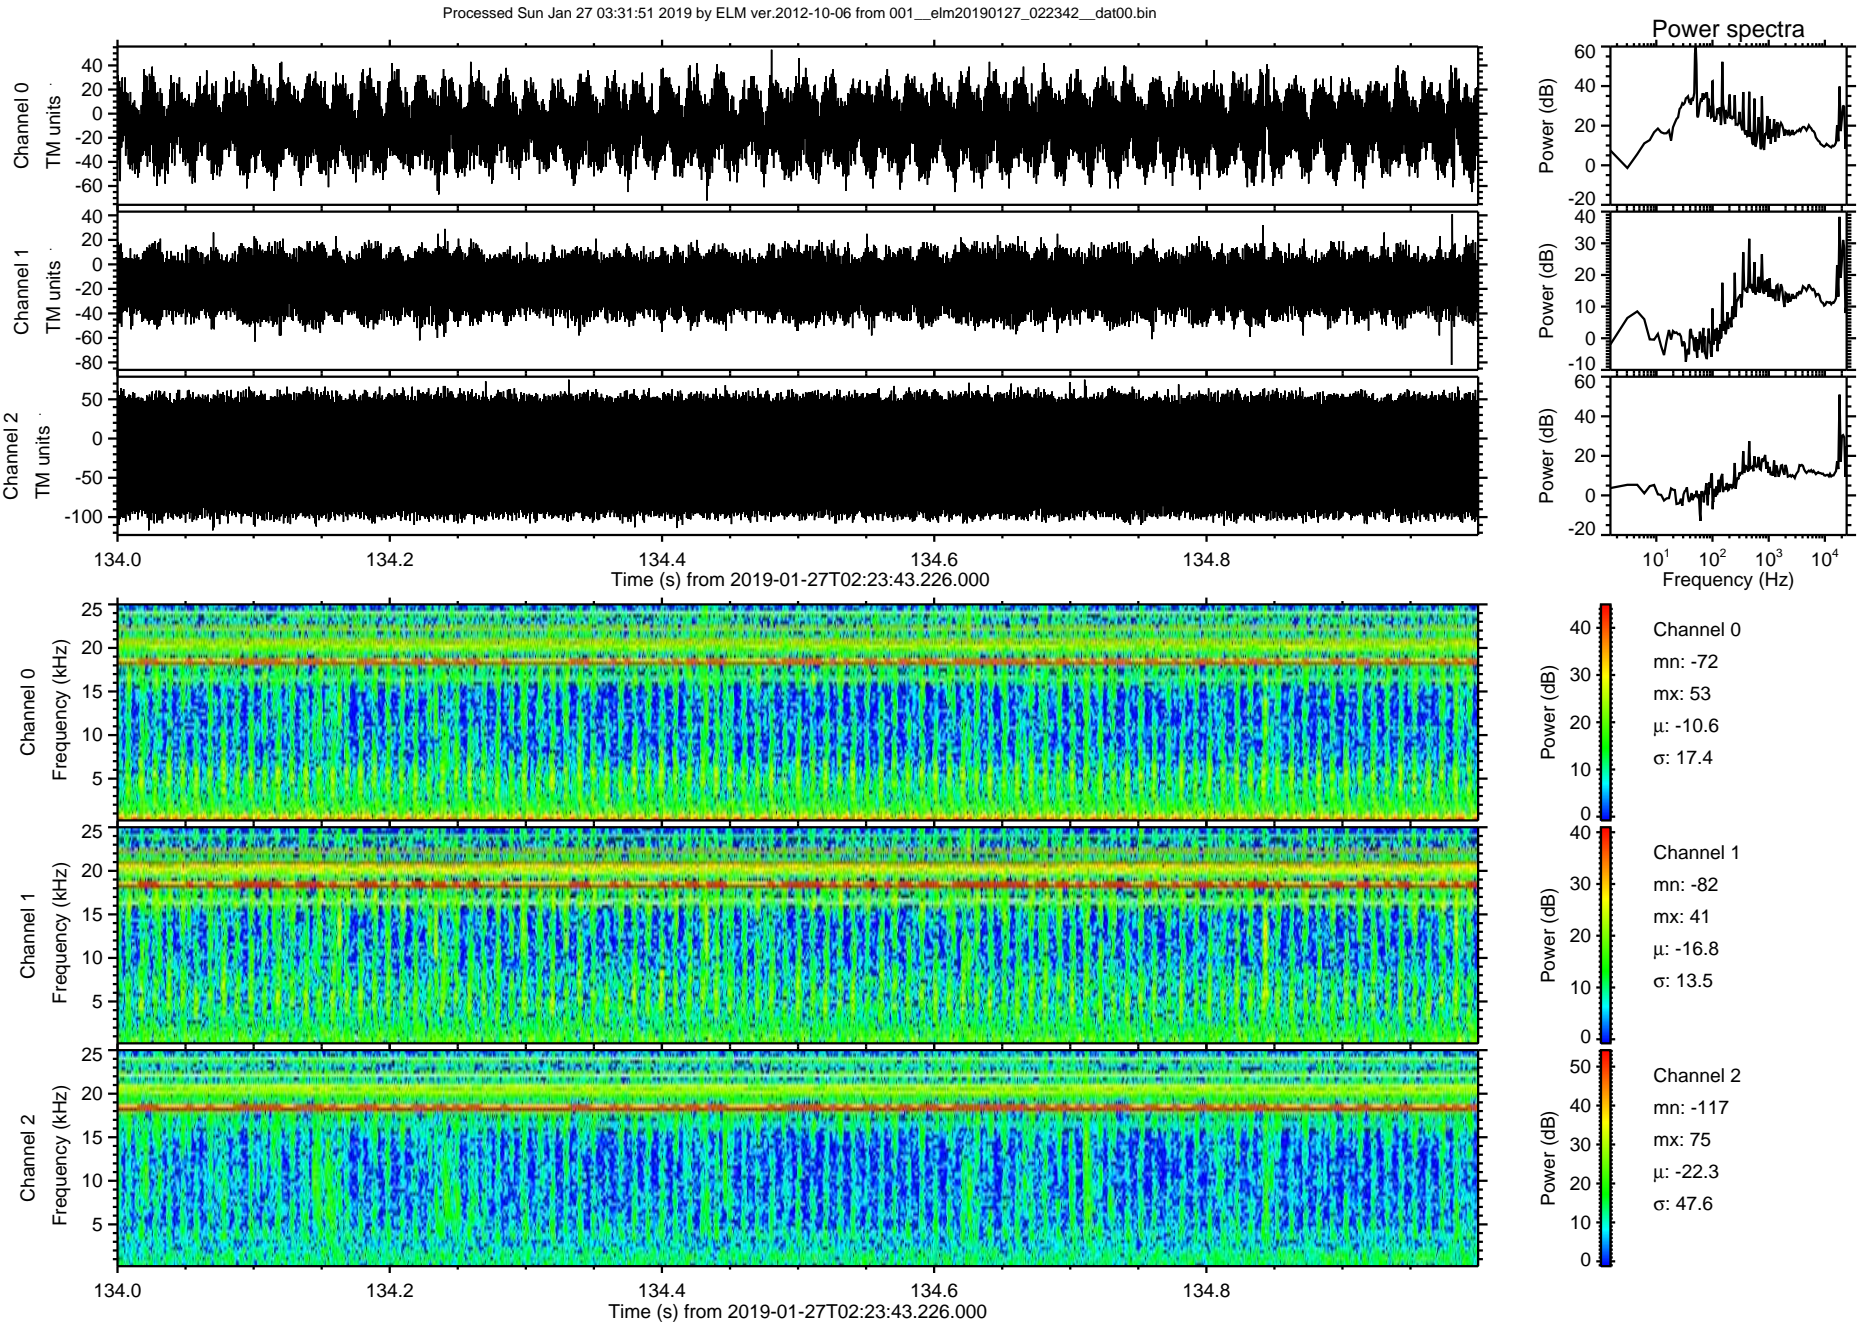 Processed Sun Jan 27 03:31:51 2019 by ELM ver.2012-10-06 from 001__elm20190127_022342__dat00.bin
Power spectra
Channel 0
TM units
40
20
0
-20
-40
-60
Power (dB)
60
40
20
0
-20
Channel 1
TM units
40
20
0
-20
-40
-60
-80
Power (dB)
40
30
20
10
0
-10
Channel 2
TM units
50
0
-50
-100
Power (dB)
60
40
20
0
-20
134.0 134.2 134.4 134.6 134.8
Time (s) from 2019-01-27T02:23:43.226.000
10¹ 10² 10³ 10⁴
Frequency (Hz)
Channel 0
Frequency (kHz)
25
20
15
10
5
Power (dB)
40
30
20
10
0
Channel 0
mn: -72
mx: 53
μ: -10.6
σ: 17.4
Channel 1
Frequency (kHz)
25
20
15
10
5
Power (dB)
40
30
20
10
0
Channel 1
mn: -82
mx: 41
μ: -16.8
σ: 13.5
Channel 2
Frequency (kHz)
25
20
15
10
5
Power (dB)
50
40
30
20
10
0
Channel 2
mn: -117
mx: 75
μ: -22.3
σ: 47.6
134.0 134.2 134.4 134.6 134.8
Time (s) from 2019-01-27T02:23:43.226.000